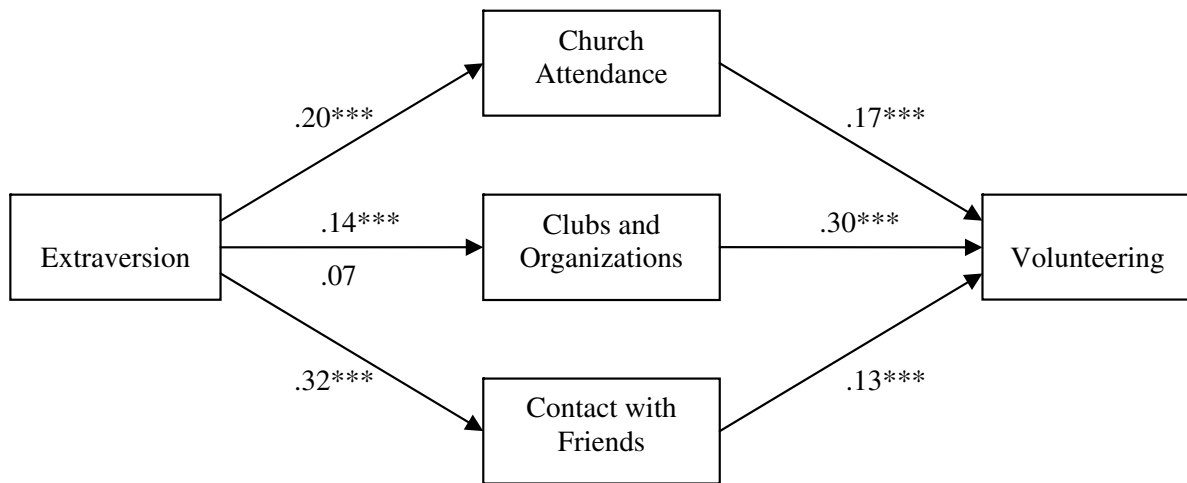 Church
Attendance
.20***
.17***
Extraversion
.14***
.07
Clubs and
Organizations
.30***
Volunteering
.32***
Contact with
Friends
.13***